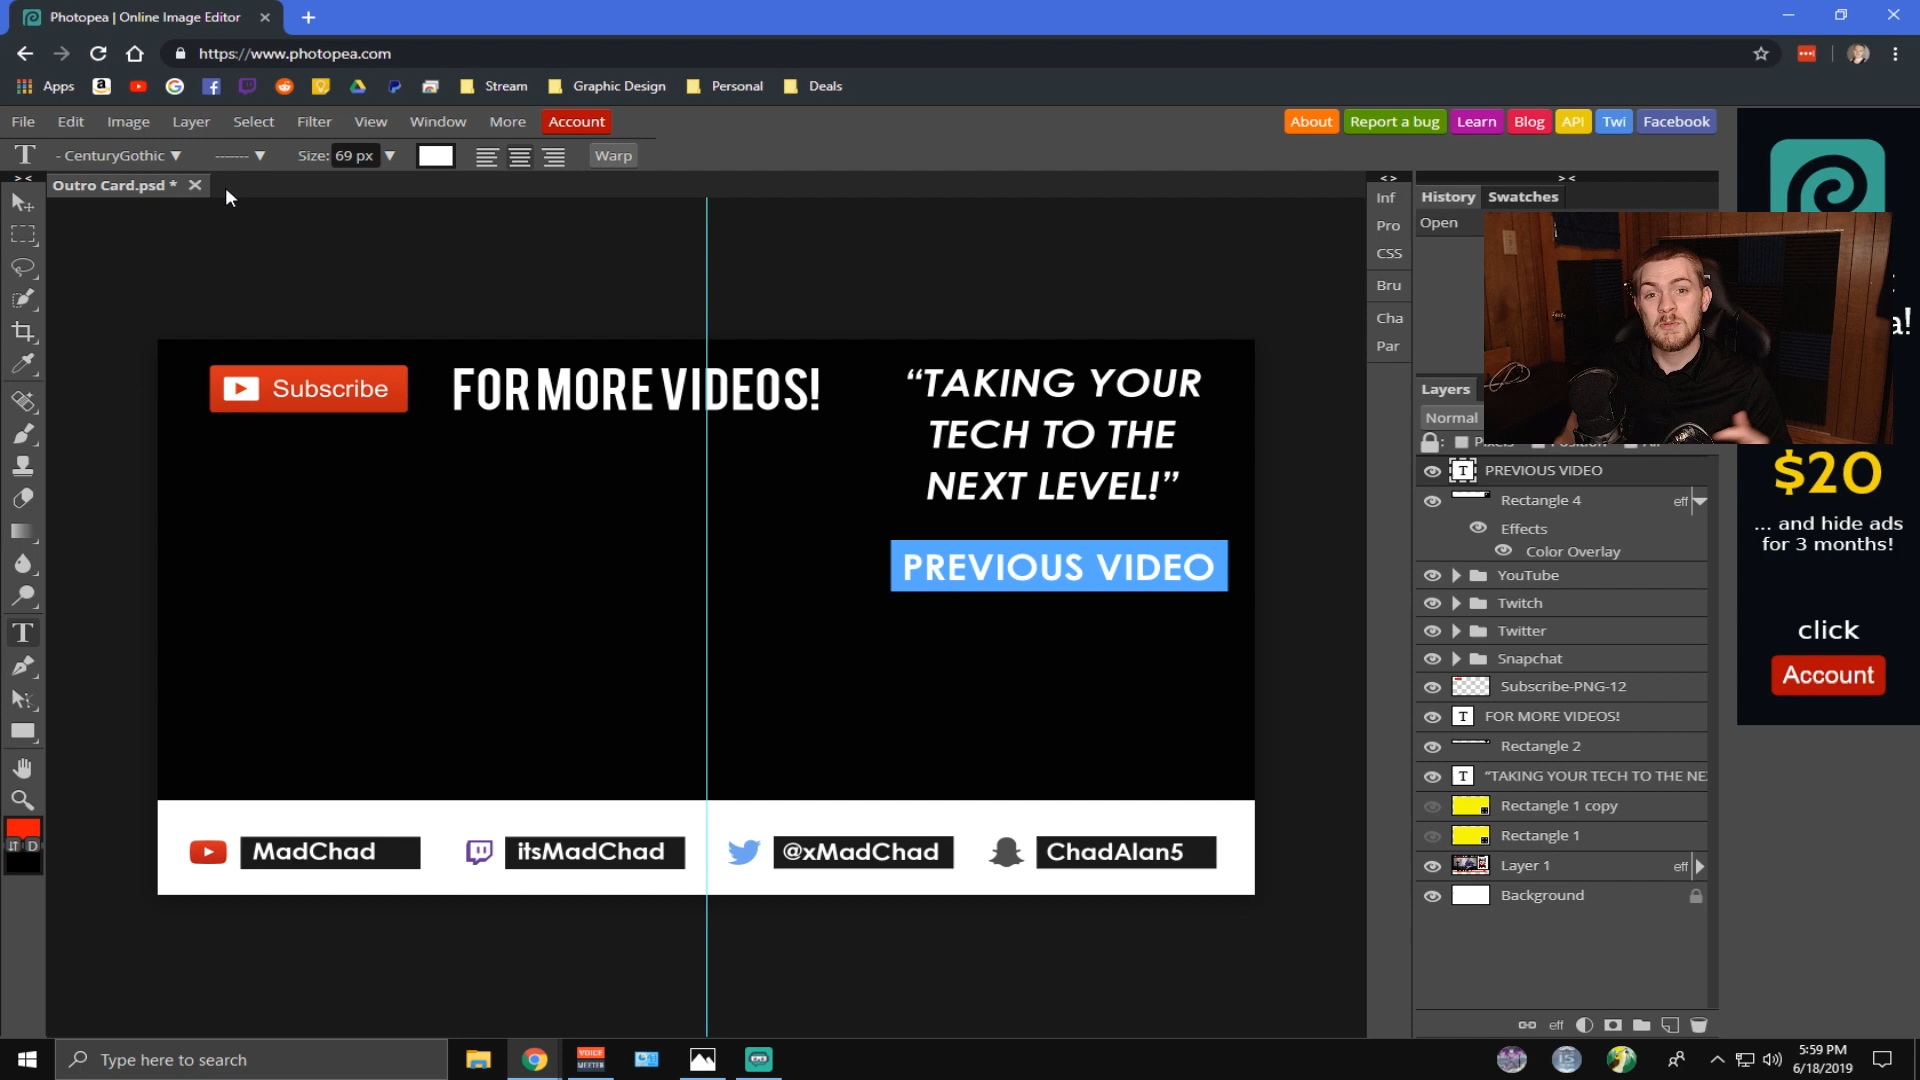 Photopea | Online Image Editor
https://www.photopea.com
Apps
Stream
Graphic Design
Personal
Deals
File Edit Image Layer Select Filter View Window More Account
About Report a bug Learn Blog API Twi Facebook
- CenturyGothic
Size: 69 px
Warp
Outro Card.psd *
Inf
Pro
CSS
Bru
Cha
Par
History Swatches
Open
Subscribe
FOR MORE VIDEOS!
“TAKING YOUR
TECH TO THE
NEXT LEVEL!”
PREVIOUS VIDEO
MadChad
itsMadChad
@xMadChad
ChadAlan5
Layers
Normal
PREVIOUS VIDEO
Rectangle 4 eff
Effects
Color Overlay
YouTube
Twitch
Twitter
Snapchat
Subscribe-PNG-12
FOR MORE VIDEOS!
Rectangle 2
“TAKING YOUR TECH TO THE NE
Rectangle 1 copy
Rectangle 1
Layer 1 eff
Background
eff
a!
$20
... and hide ads
for 3 months!
click
Account
Type here to search
VOICE
MEETER
5:59 PM
6/18/2019